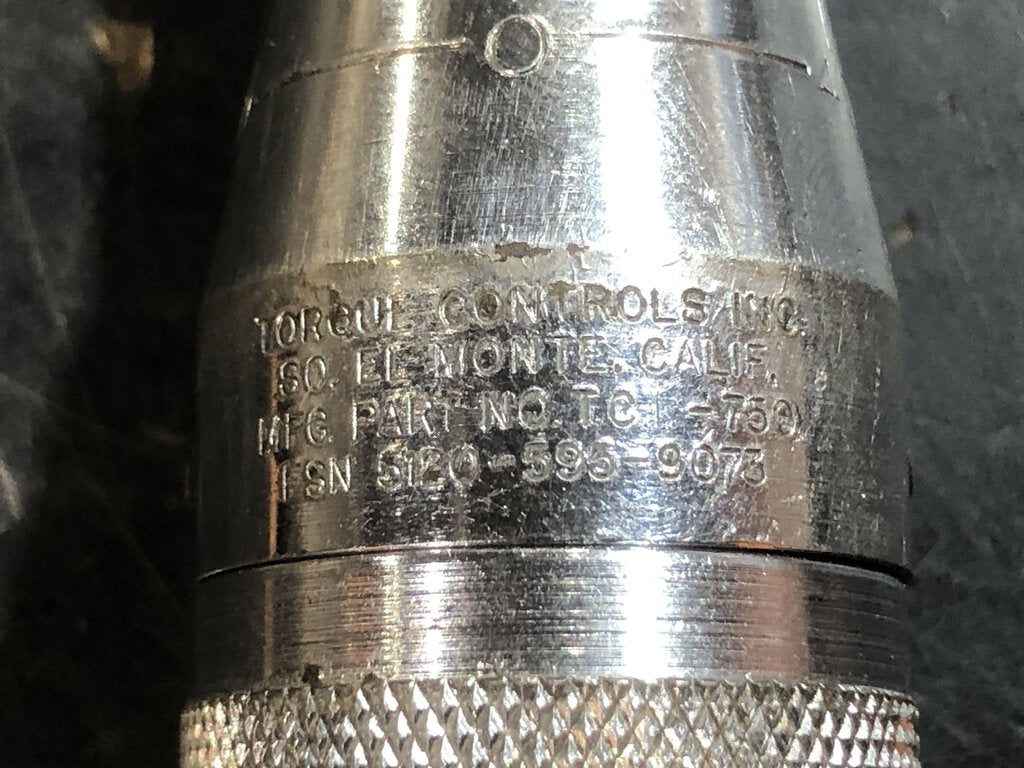 TORQUE CONTROLS INC.
SO. EL MONTE, CALIF.
MFG. PART NO. TCI-750
FSN 5120-595-9073